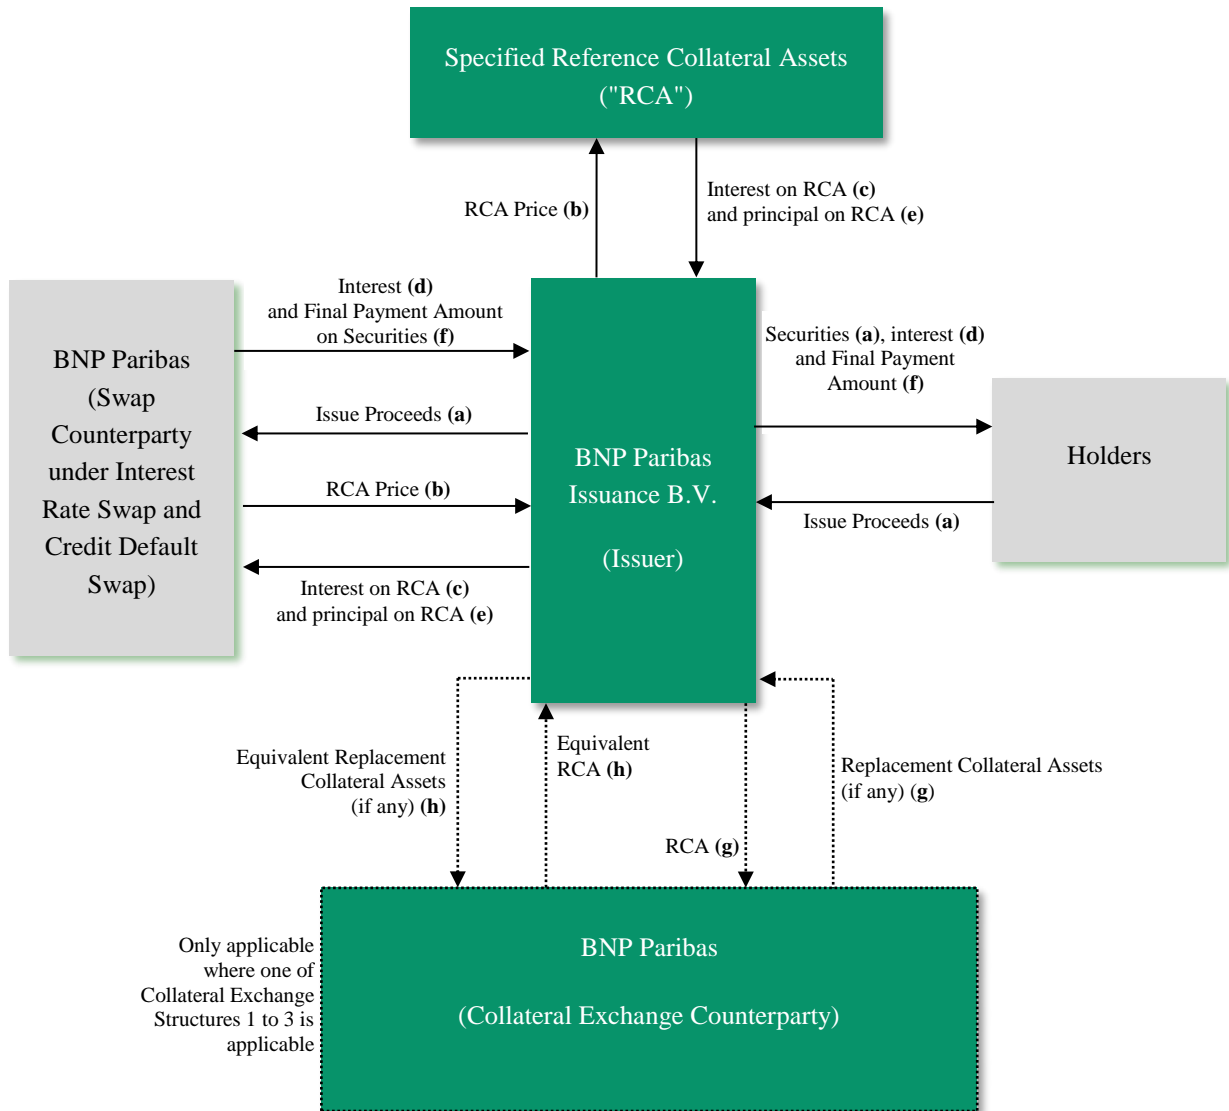 Specified Reference Collateral Assets
("RCA")
RCA Price (b)
Interest on RCA (c)
and principal on RCA (e)
Interest (d)
and Final Payment Amount
on Securities (f)
Securities (a), interest (d)
and Final Payment
Amount (f)
BNP Paribas
(Swap
Counterparty
under Interest
Rate Swap and
Credit Default
Swap)
Issue Proceeds (a)
RCA Price (b)
Interest on RCA (c)
and principal on RCA (e)
BNP Paribas
Issuance B.V.
(Issuer)
Holders
Issue Proceeds (a)
Equivalent Replacement
Collateral Assets
(if any) (h)
Equivalent
RCA (h)
RCA (g)
Replacement Collateral Assets
(if any) (g)
Only applicable
where one of
Collateral Exchange
Structures 1 to 3 is
applicable
BNP Paribas
(Collateral Exchange Counterparty)